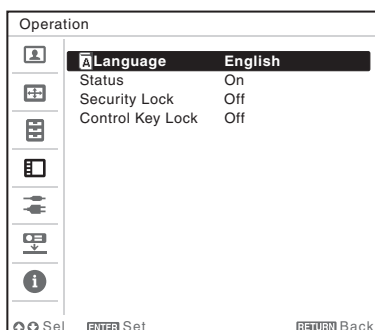 Operation
A Language English
Status On
Security Lock Off
Control Key Lock Off
Sel ENTER Set RETURN Back